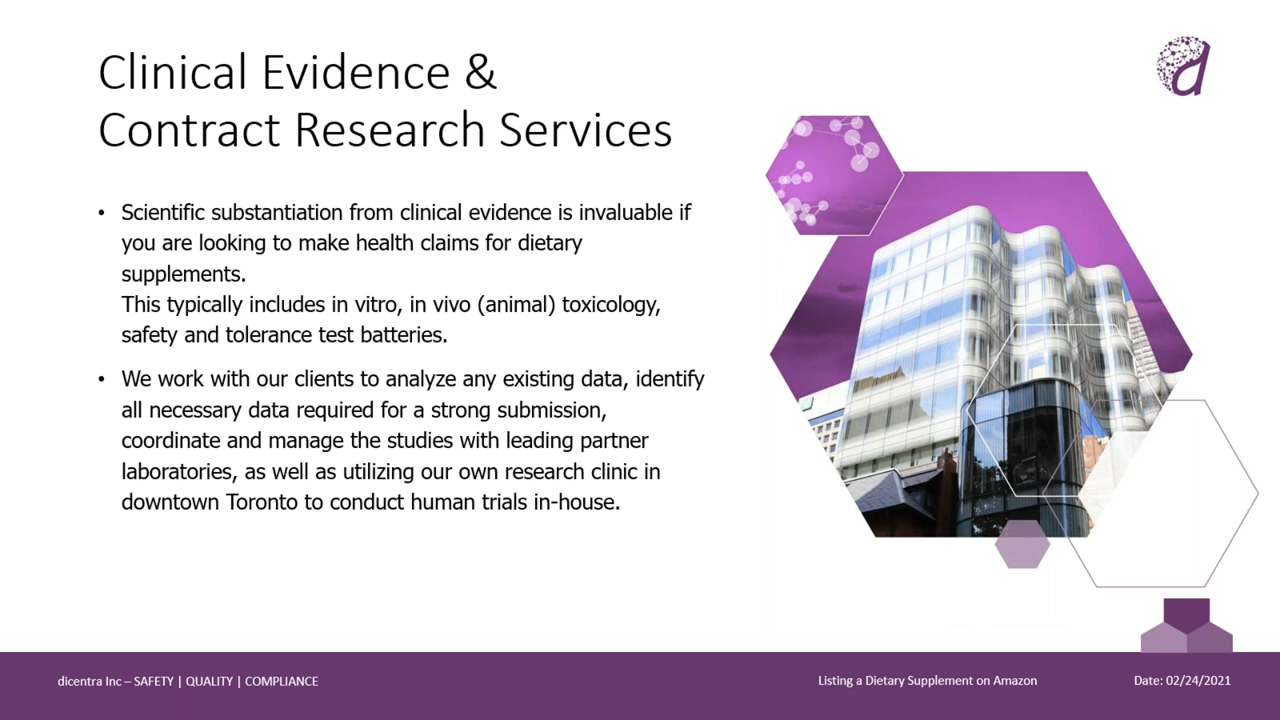 Clinical Evidence &
Contract Research Services
• Scientific substantiation from clinical evidence is invaluable if
you are looking to make health claims for dietary
supplements.
This typically includes in vitro, in vivo (animal) toxicology,
safety and tolerance test batteries.
• We work with our clients to analyze any existing data, identify
all necessary data required for a strong submission,
coordinate and manage the studies with leading partner
laboratories, as well as utilizing our own research clinic in
downtown Toronto to conduct human trials in-house.
dicentra Inc – SAFETY | QUALITY | COMPLIANCE
Listing a Dietary Supplement on Amazon
Date: 02/24/2021